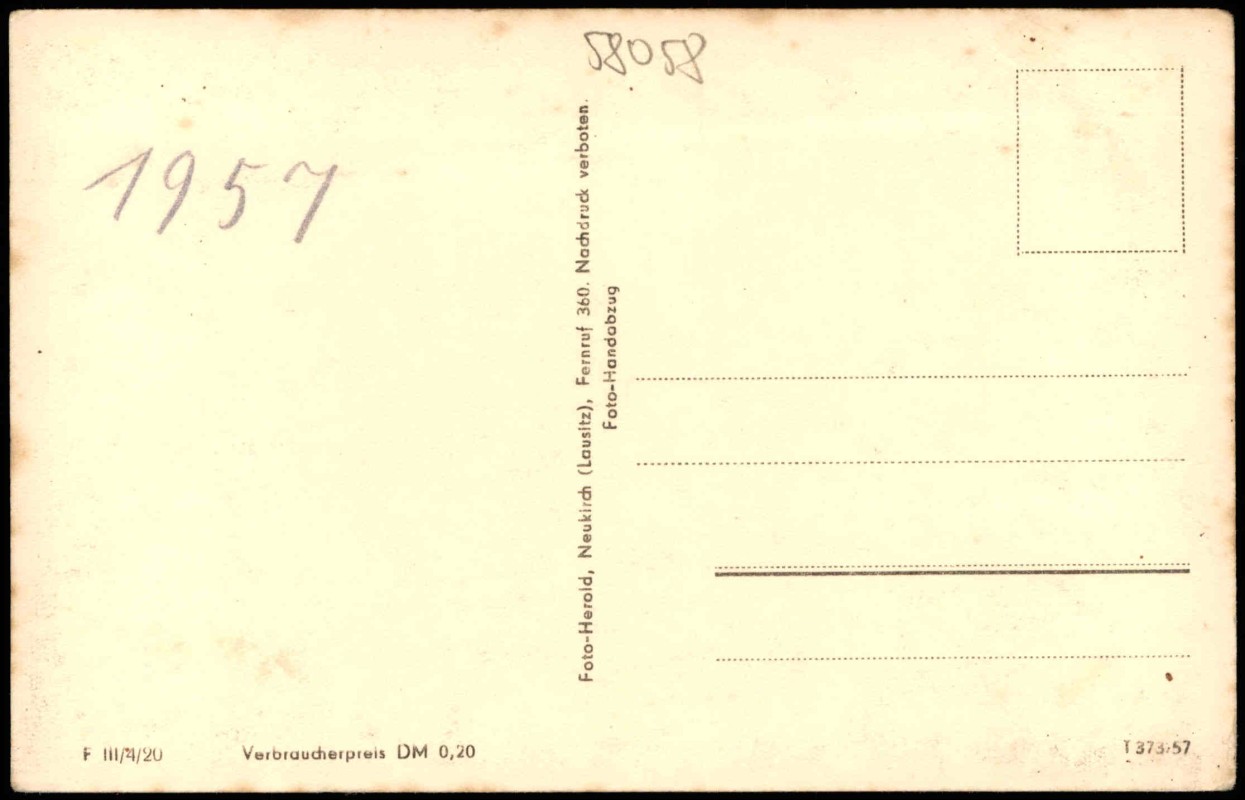 58058
1957
Foto-Herold, Neukirch (Lausitz), Fernruf 360. Nachdruck verboten.
Foto-Handabzug
F III/4/20
Verbraucherpreis DM 0,20
T 373/57